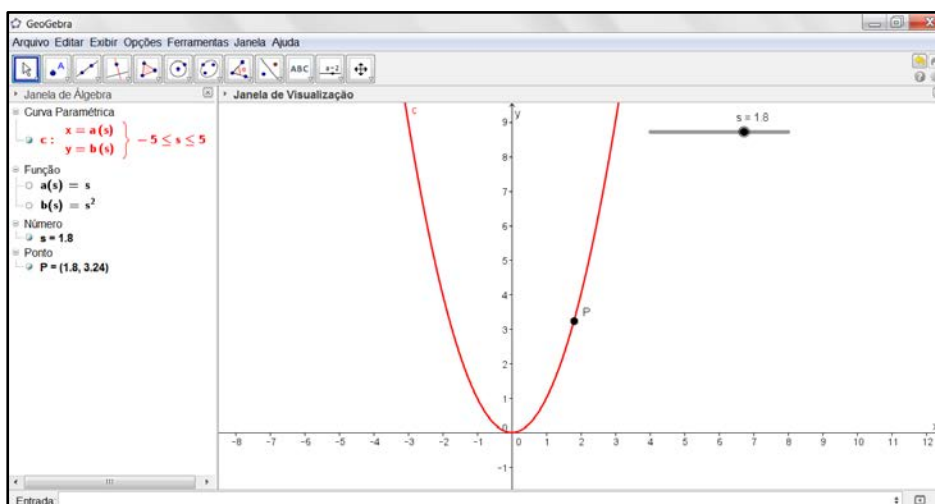 GeoGebra
Arquivo Editar Exibir Opções Ferramentas Janela Ajuda
A
ABC
a=2
Janela de Álgebra
Janela de Visualização
Curva Paramétrica
c : x = a(s)
y = b(s)
} −5 ≤ s ≤ 5
Função
a(s) = s
b(s) = s²
Número
s = 1.8
Ponto
P = (1.8, 3.24)
c
y
s = 1.8
9
8
7
6
5
4
3
2
1
0
-1
P
-8 -7 -6 -5 -4 -3 -2 -1 0 1 2 3 4 5 6 7 8 9 10 11 12
Entrada: